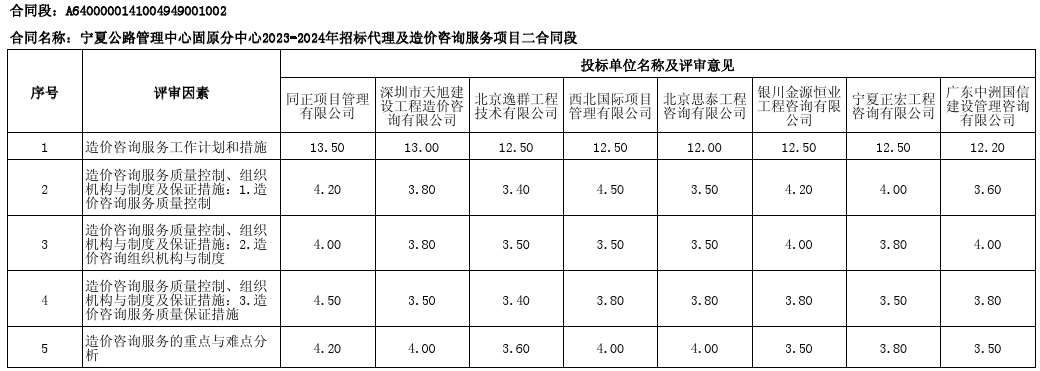 合同段：A6400000141004949001002
合同名称：宁夏公路管理中心固原分中心2023-2024年招标代理及造价咨询服务项目二合同段
序号
评审因素
投标单位名称及评审意见
同正项目管理
有限公司
深圳市天旭建
设工程造价咨
询有限公司
北京逸群工程
技术有限公司
西北国际项目
管理有限公司
北京思泰工程
咨询有限公司
银川金源恒业
工程咨询有限
公司
宁夏正宏工程
咨询有限公司
广东中洲国信
建设管理咨询
有限公司
1 造价咨询服务工作计划和措施 13.50 13.00 12.50 12.50 12.00 12.50 12.50 12.20
2
造价咨询服务质量控制、组织
机构与制度及保证措施：1.造
价咨询服务质量控制
4.20 3.80 3.40 4.50 3.50 4.20 4.00 3.60
3
造价咨询服务质量控制、组织
机构与制度及保证措施：2.造
价咨询组织机构与制度
4.00 3.80 3.50 3.50 3.50 4.00 3.80 4.00
4
造价咨询服务质量控制、组织
机构与制度及保证措施：3.造
价咨询服务质量保证措施
4.50 3.50 3.40 3.80 3.80 3.80 3.50 3.80
5
造价咨询服务的重点与难点分
析
4.20 4.00 3.60 4.00 4.00 3.50 3.80 3.50